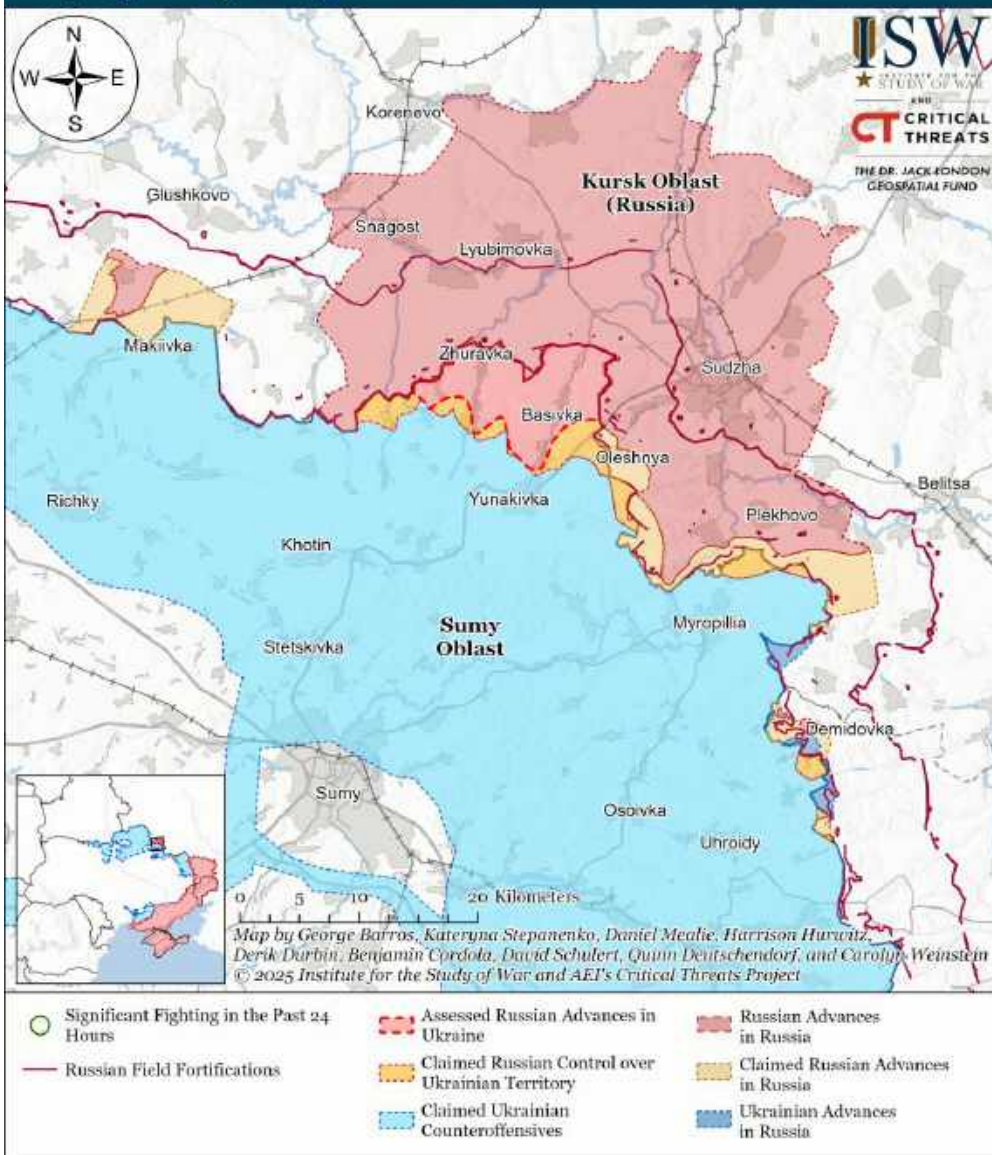 N
W E
S
ISW
INSTITUTE FOR THE
STUDY OF WAR
AND
CT CRITICAL
THREATS
THE DR. JACK LONDON
GEOSPATIAL FUND
Korenevo
Glushkovo
Kursk Oblast
(Russia)
Snagost
Lyubimovka
Makiivka
Zhuravka
Sudzha
Basivka
Oleshnya
Belitsa
Richky
Yunakivka
Plekhovo
Khotin
Myropillia
Stetskivka
Sumy
Oblast
Demidovka
Sumy
Osoivka
Uhroidy
0 5 10 20 Kilometers
Map by George Barros, Kateryna Stepanenko, Daniel Mealie, Harrison Hurwitz,
Derik Durbin, Benjamin Cordola, David Schulert, Quinn Deutschendorf, and Carolyn Weinstein
© 2025 Institute for the Study of War and AEI's Critical Threats Project
Significant Fighting in the Past 24
Hours
Russian Field Fortifications
Assessed Russian Advances in
Ukraine
Claimed Russian Control over
Ukrainian Territory
Claimed Ukrainian
Counteroffensives
Russian Advances
in Russia
Claimed Russian Advances
in Russia
Ukrainian Advances
in Russia